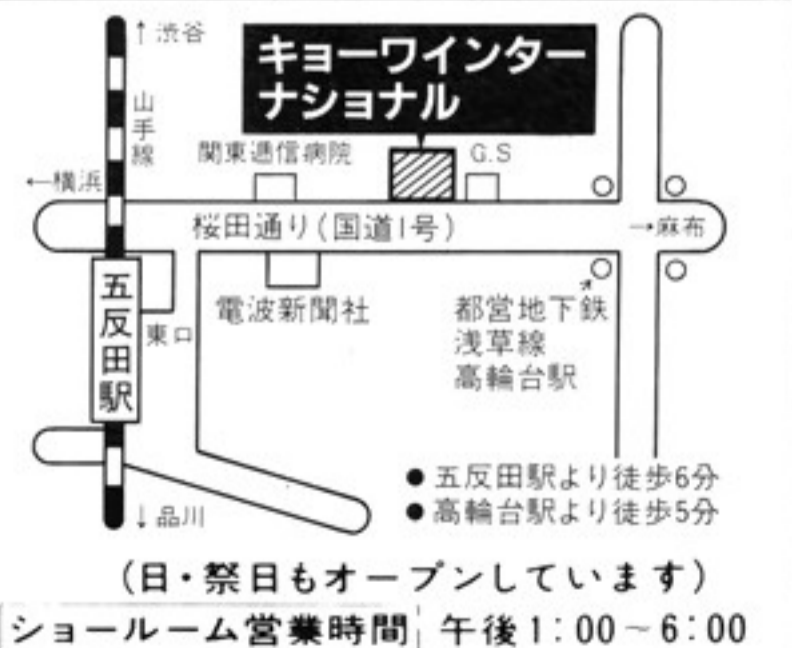 ↑渋谷
キョーワインター
ナショナル
山手線
関東逓信病院
G.S
←横浜
桜田通り(国道1号)
→麻布
五反田駅
東口
電波新聞社
都営地下鉄
浅草線
高輪台駅
●五反田駅より徒歩6分
●高輪台駅より徒歩5分
↓品川
(日・祭日もオープンしています)
ショールーム営業時間 午後1:00~6:00